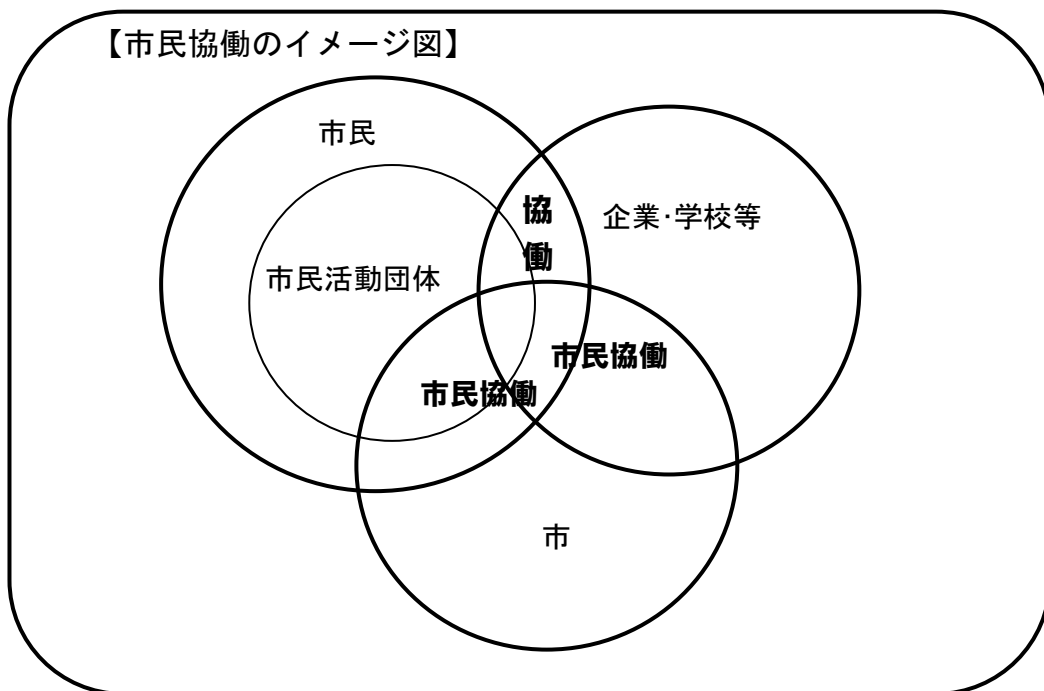 【市民協働のイメージ図】
市民
協
働
企業･学校等
市民活動団体
市民協働
市民協働
市